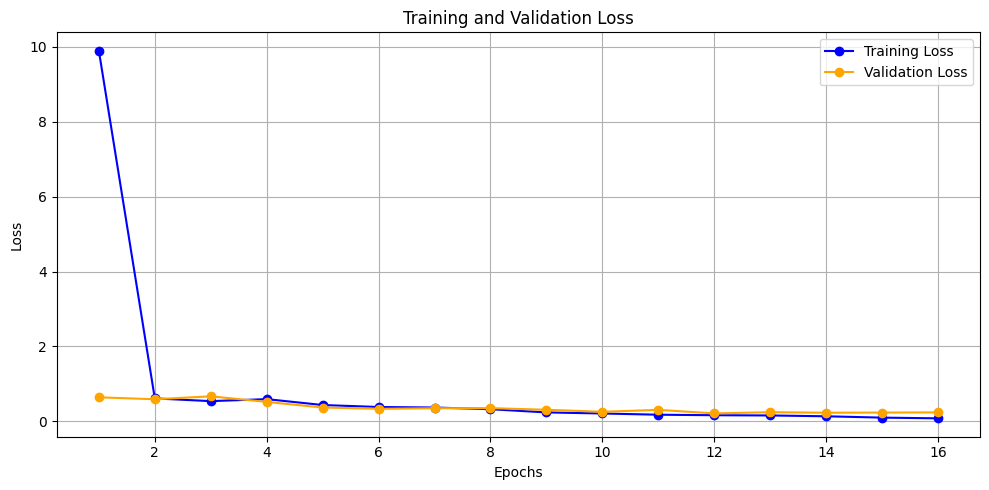 Training and Validation Loss
Training Loss
Validation Loss
10
8
6
4
2
0
Loss
2 4 6 8 10 12 14 16
Epochs